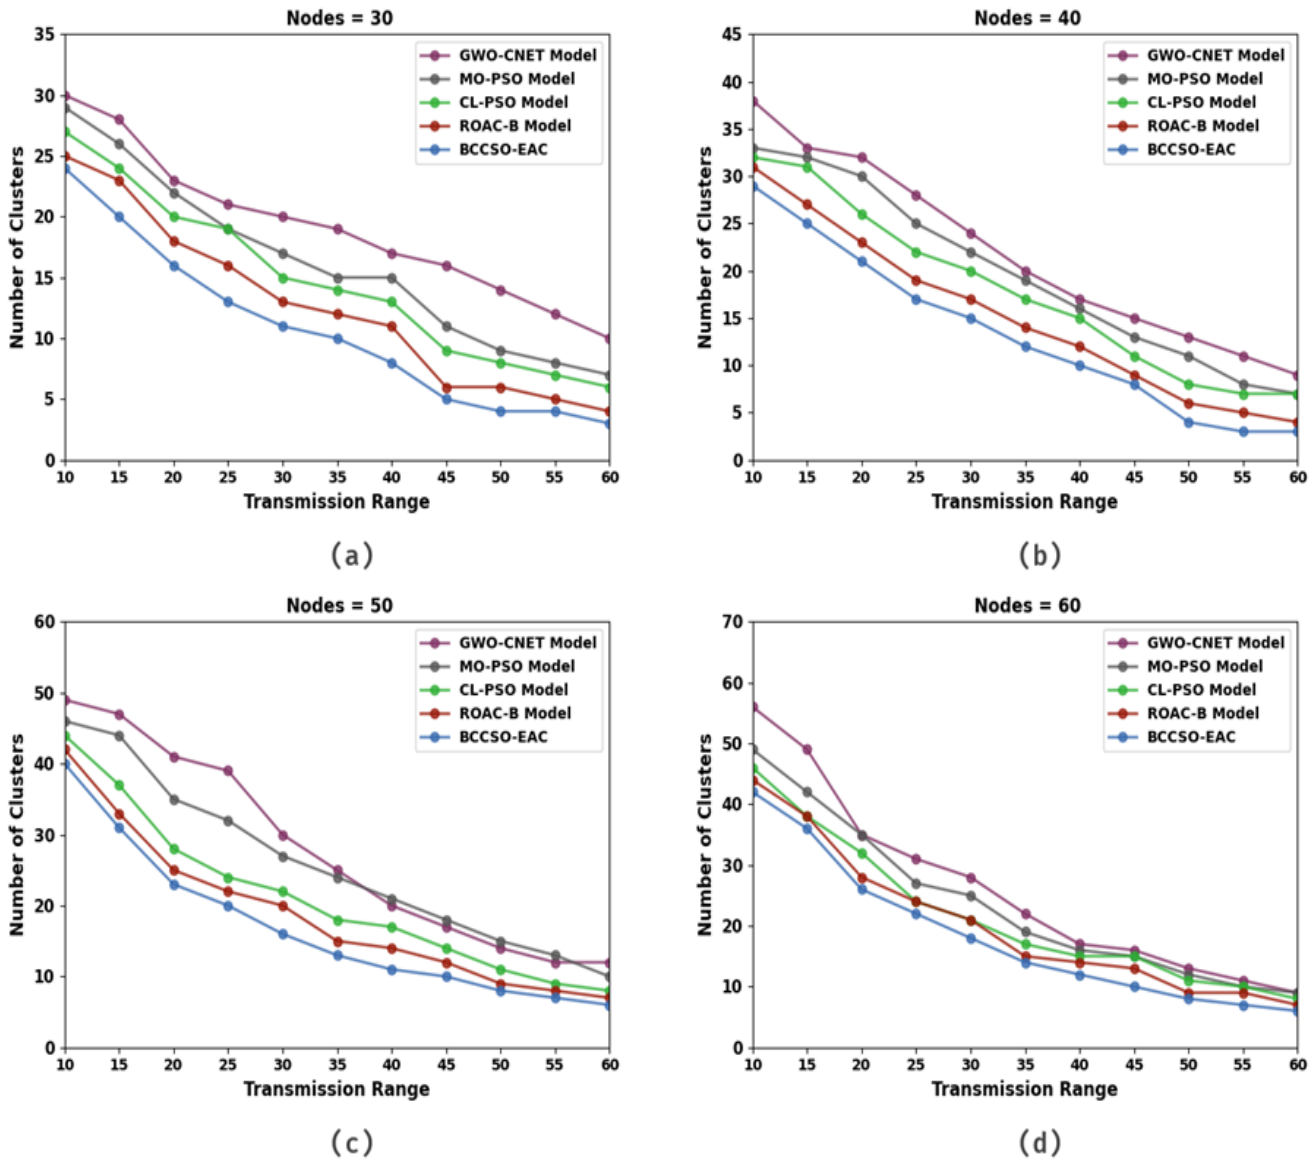 Nodes = 30
35
30
25
20
15
10
5
0
Number of Clusters
GWO-CNET Model
MO-PSO Model
CL-PSO Model
ROAC-B Model
BCCSO-EAC
10 15 20 25 30 35 40 45 50 55 60
Transmission Range
(a)
Nodes = 40
45
40
35
30
25
20
15
10
5
0
Number of Clusters
GWO-CNET Model
MO-PSO Model
CL-PSO Model
ROAC-B Model
BCCSO-EAC
10 15 20 25 30 35 40 45 50 55 60
Transmission Range
(b)
Nodes = 50
60
50
40
30
20
10
0
Number of Clusters
GWO-CNET Model
MO-PSO Model
CL-PSO Model
ROAC-B Model
BCCSO-EAC
10 15 20 25 30 35 40 45 50 55 60
Transmission Range
(c)
Nodes = 60
70
60
50
40
30
20
10
0
Number of Clusters
GWO-CNET Model
MO-PSO Model
CL-PSO Model
ROAC-B Model
BCCSO-EAC
10 15 20 25 30 35 40 45 50 55 60
Transmission Range
(d)